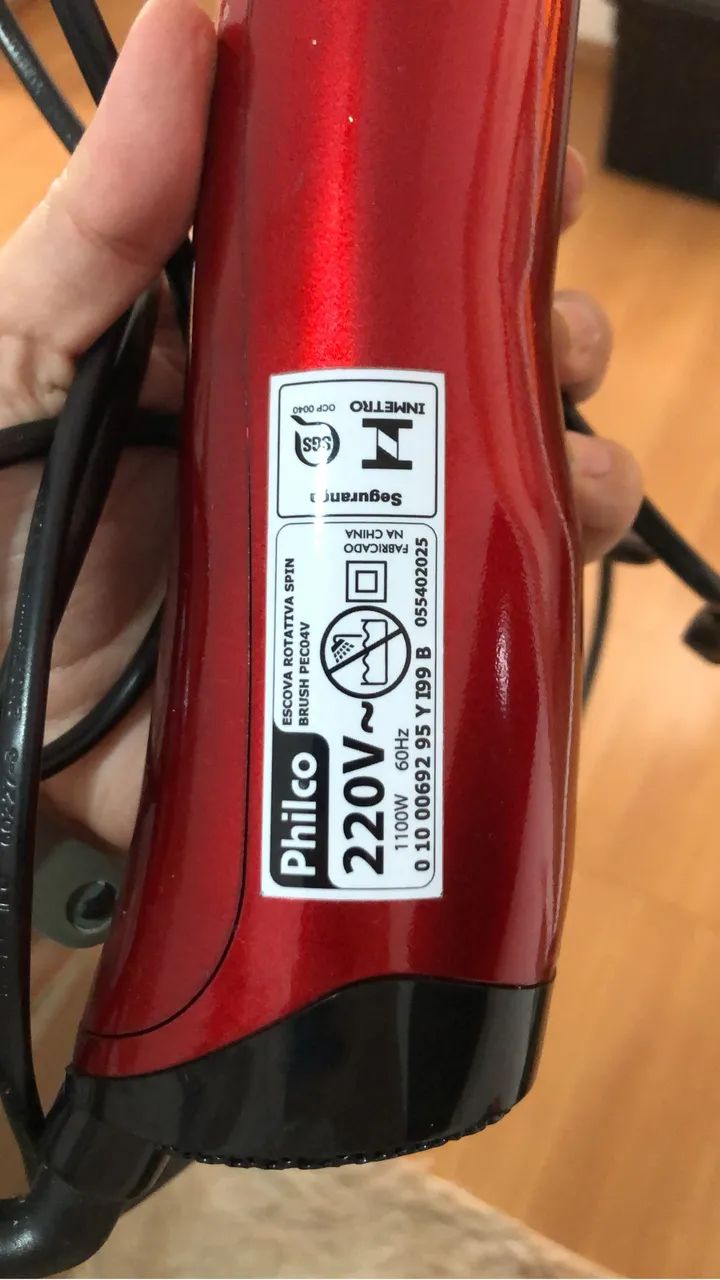 Philco
ESCOVA ROTATIVA SPIN
BRUSH PEC04V
220V~
1100W 60Hz
0 10 00692 95 Y I99 B 055402025
FABRICADO
NA CHINA
Segurança
SGS
OCP 0040
INMETRO